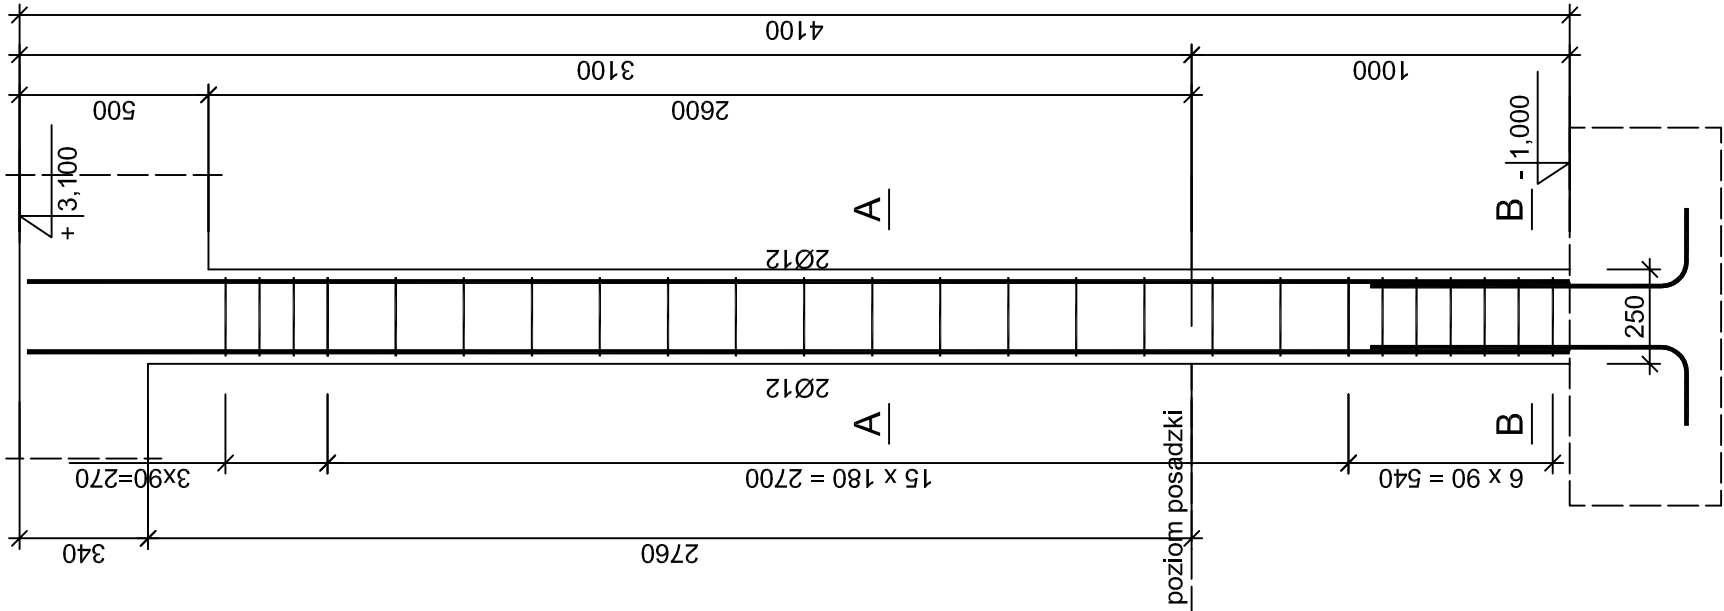 4100
3100
1000
500
2600
+ 3,100
- 1,000
A
B
2Ø12
250
2Ø12
A
B
3x90=270
15 x 180 = 2700
6 x 90 = 540
poziom posadzki
340
2760